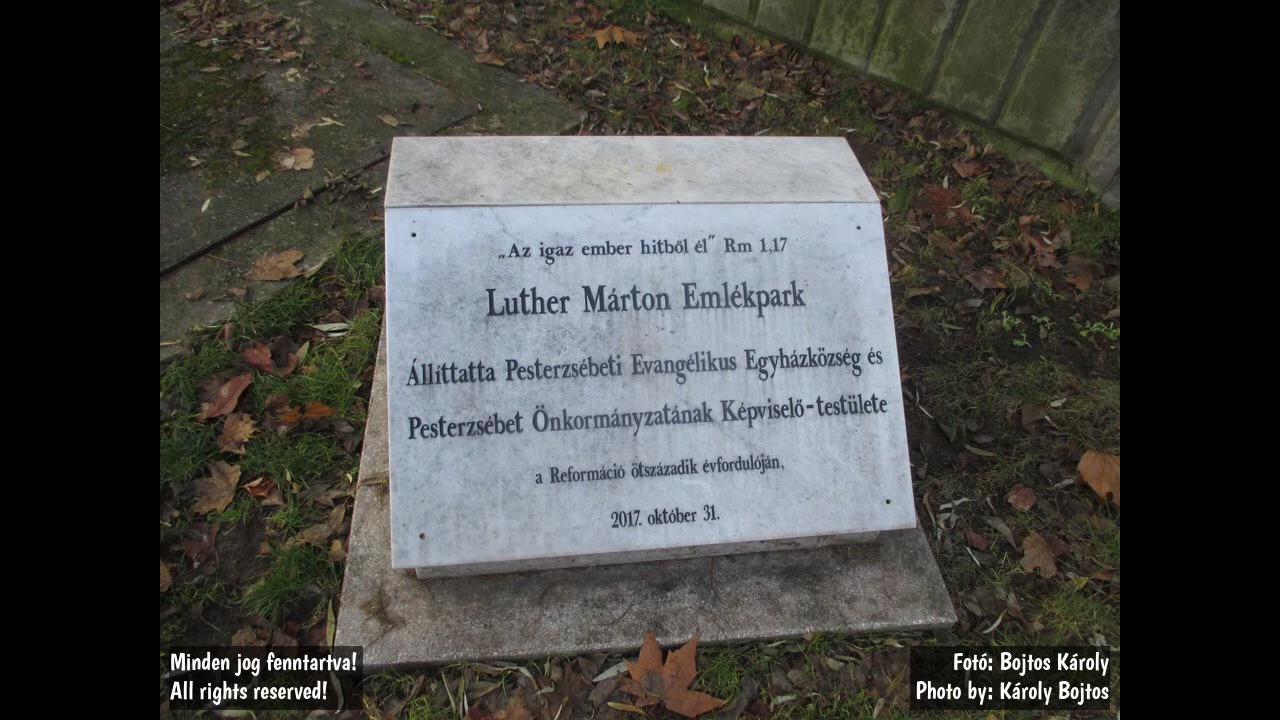 „Az igaz ember hitből él” Rm 1,17
Luther Márton Emlékpark
Állíttatta Pesterzsébeti Evangélikus Egyházközség és
Pesterzsébet Önkormányzatának Képviselő-testülete
a Reformáció ötszázadik évfordulóján,
2017. október 31.
Minden jog fenntartva!
All rights reserved!
Fotó: Bojtos Károly
Photo by: Károly Bojtos